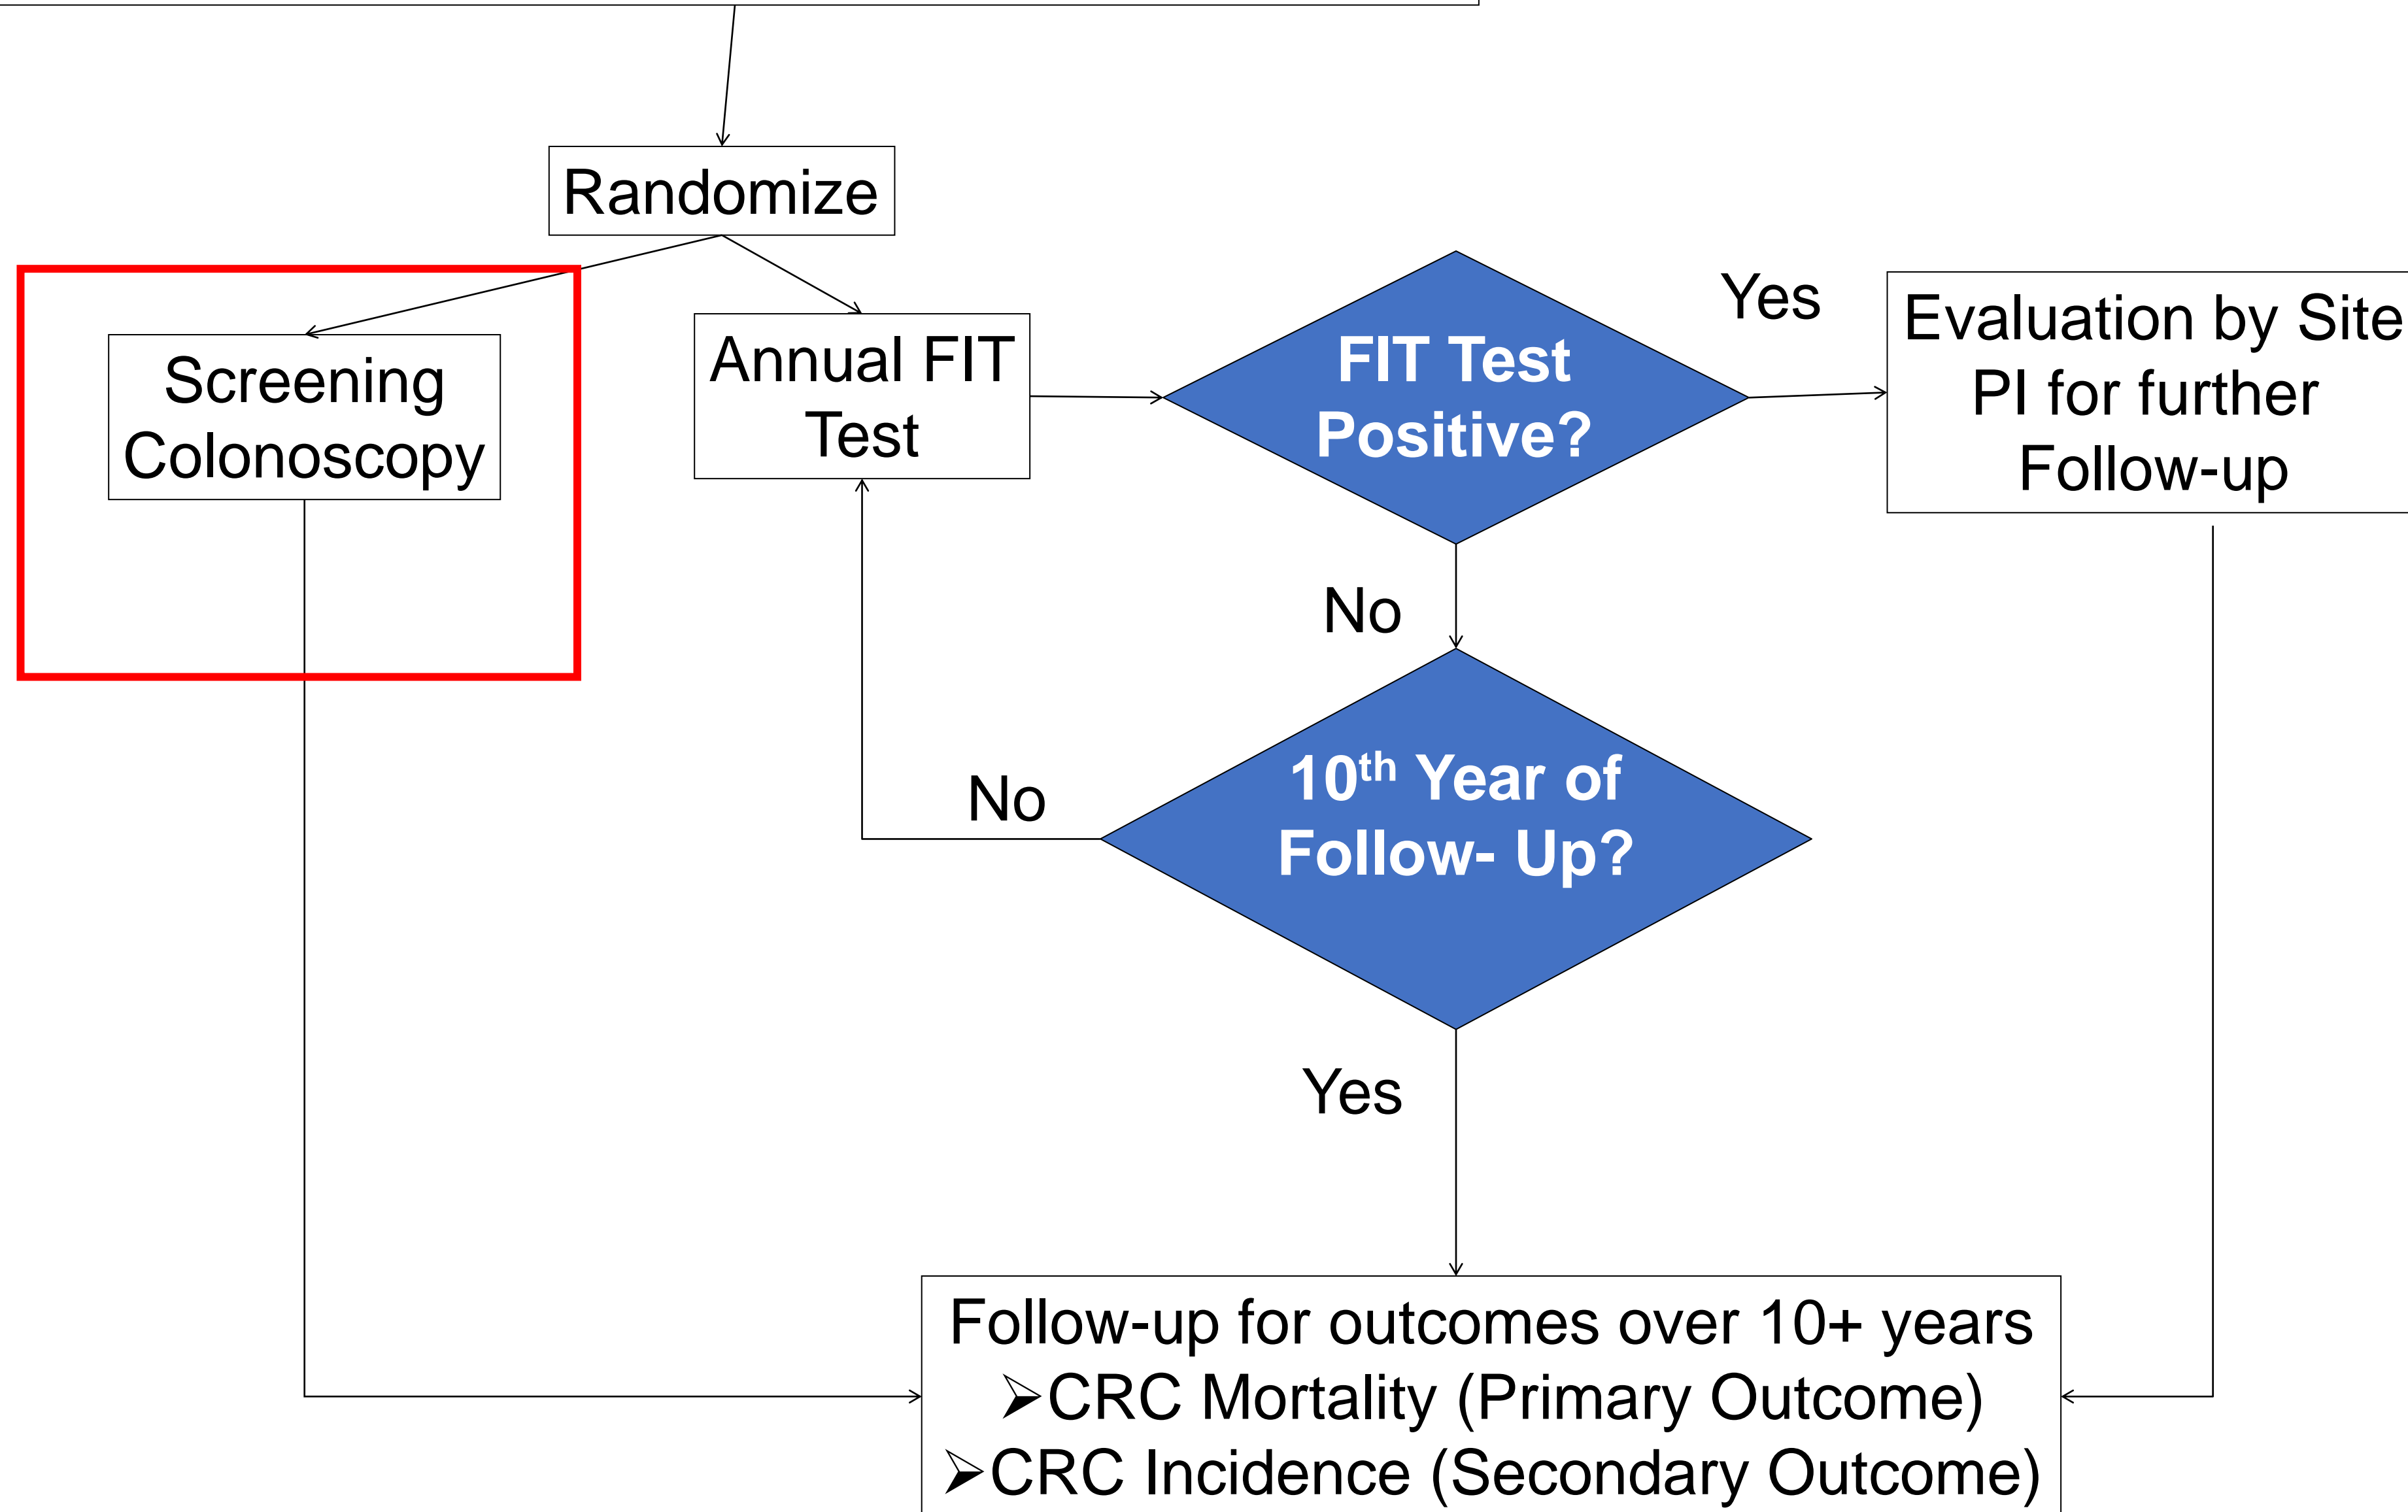 Randomize
Screening
Colonoscopy
Annual FIT
Test
FIT Test
Positive?
Yes
Evaluation by Site
PI for further
Follow-up
No
10th Year of
Follow- Up?
No
Yes
Follow-up for outcomes over 10+ years
➢CRC Mortality (Primary Outcome)
➢CRC Incidence (Secondary Outcome)